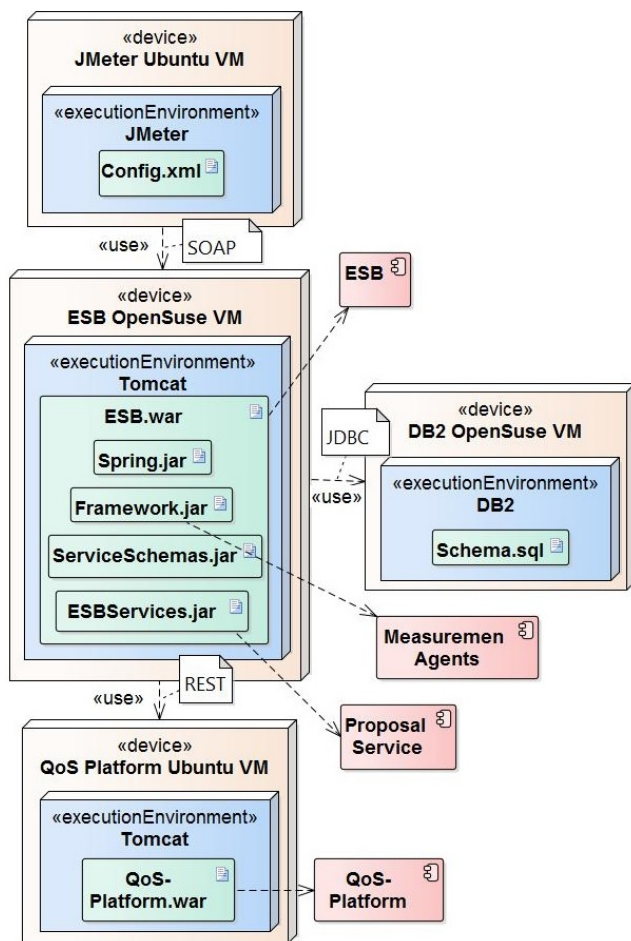 «device»
JMeter Ubuntu VM
«executionEnvironment»
JMeter
Config.xml
«use»
SOAP
«device»
ESB OpenSuse VM
«executionEnvironment»
Tomcat
ESB.war
Spring.jar
Framework.jar
ServiceSchemas.jar
ESBServices.jar
ESB
JDBC
«use»
«device»
DB2 OpenSuse VM
«executionEnvironment»
DB2
Schema.sql
Measuremen
Agents
Proposal
Service
«use»
REST
«device»
QoS Platform Ubuntu VM
«executionEnvironment»
Tomcat
QoS-
Platform.war
QoS-
Platform